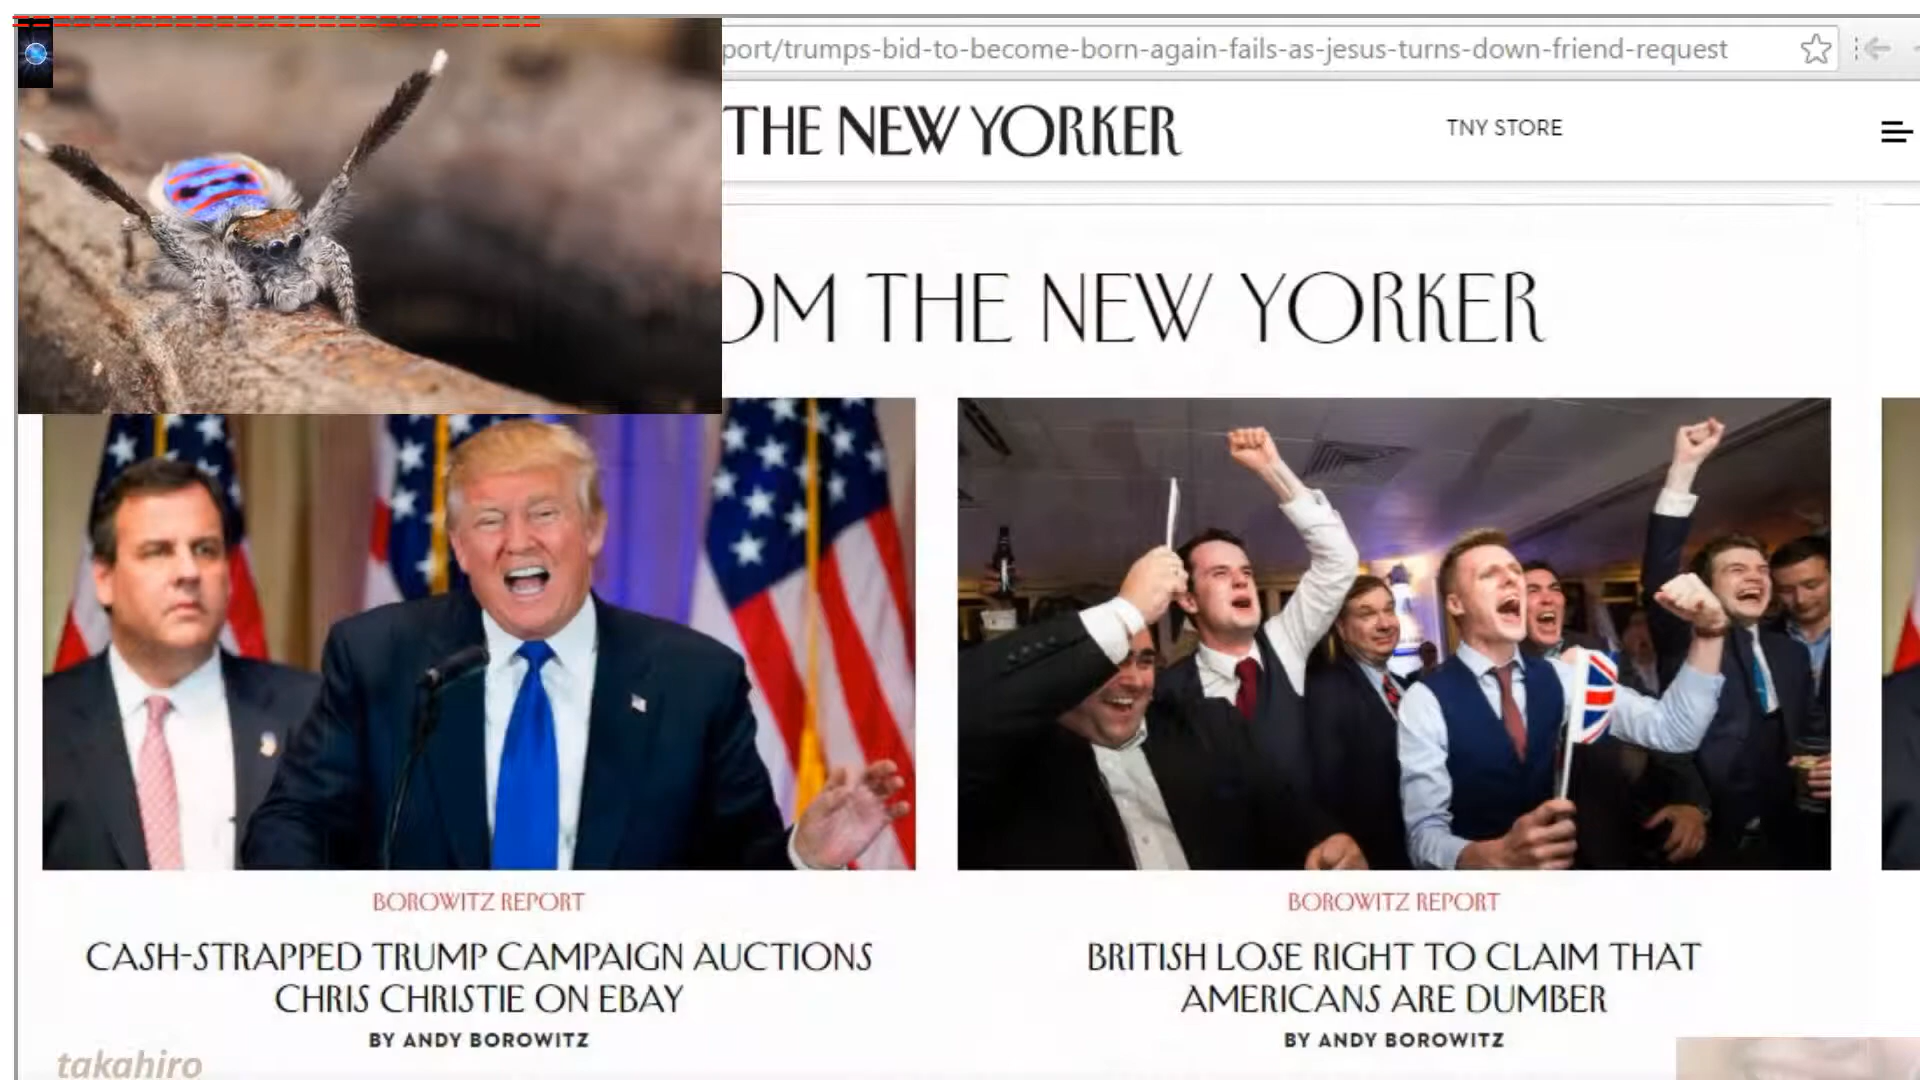 port/trumps-bid-to-become-born-again-fails-as-jesus-turns-down-friend-request
THE NEW YORKER
TNY STORE
OM THE NEW YORKER
BOROWITZ REPORT
CASH-STRAPPED TRUMP CAMPAIGN AUCTIONS
CHRIS CHRISTIE ON EBAY
BY ANDY BOROWITZ
BOROWITZ REPORT
BRITISH LOSE RIGHT TO CLAIM THAT
AMERICANS ARE DUMBER
BY ANDY BOROWITZ
takahiro